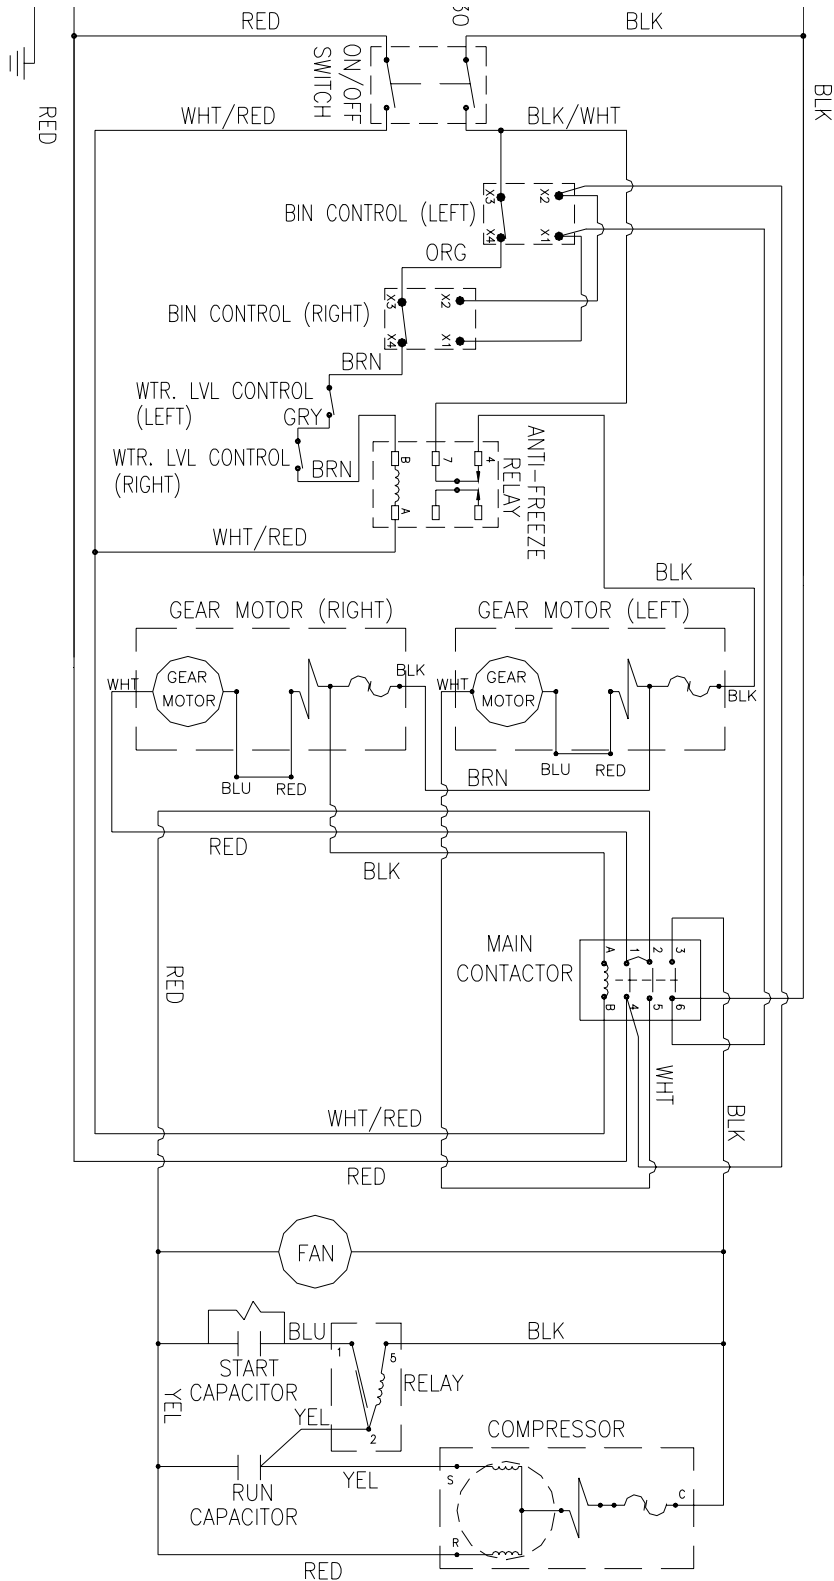 RED
30
BLK
ON/OFF
SWITCH
RED
BLK
WHT/RED
BLK/WHT
X3
X2
BIN CONTROL (LEFT)
X4
X1
ORG
X3
X2
BIN CONTROL (RIGHT)
X4
X1
BRN
WTR. LVL CONTROL
(LEFT)
GRY
WTR. LVL CONTROL
(RIGHT)
BRN
B
7
4
A
ANTI-FREEZE
RELAY
WHT/RED
BLK
GEAR MOTOR (RIGHT)
GEAR MOTOR (LEFT)
WHT
GEAR
MOTOR
BLK
WHT
GEAR
MOTOR
BLK
BLU
RED
BLU
RED
BRN
RED
BLK
MAIN
CONTACTOR
A
1
2
3
B
4
5
6
RED
WHT
BLK
WHT/RED
RED
FAN
BLU
1
5
BLK
START
CAPACITOR
RELAY
YEL
YEL
2
COMPRESSOR
RUN
CAPACITOR
YEL
S
C
R
RED